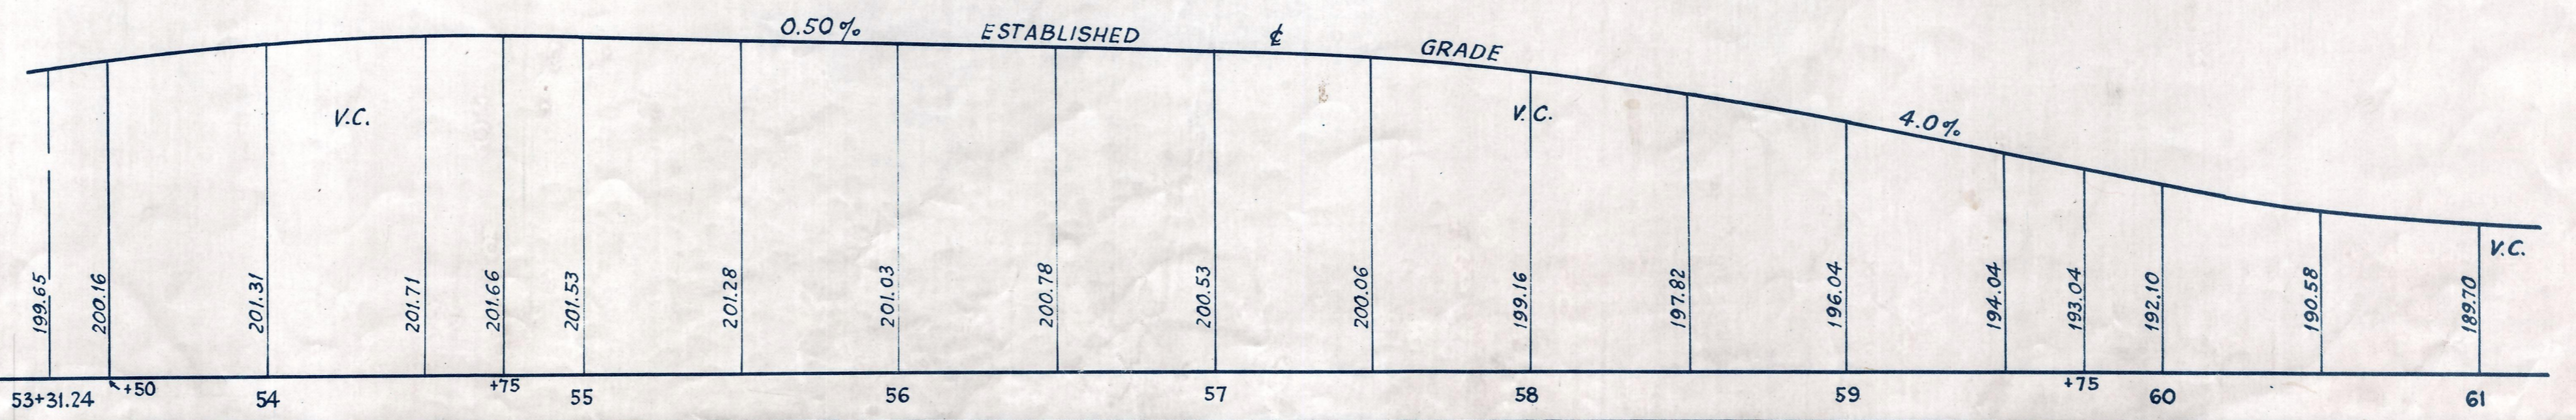 0.50% ESTABLISHED ℄ GRADE
V.C. V.C. 4.0%
V.C.
199.65 200.16 201.31 201.71 201.66 201.53 201.28 201.03 200.78 200.53 200.06 199.16 197.82 196.04 194.04 193.04 192.10 190.58 189.70
53+31.24 +50 54 +75 55 56 57 58 59 +75 60 61